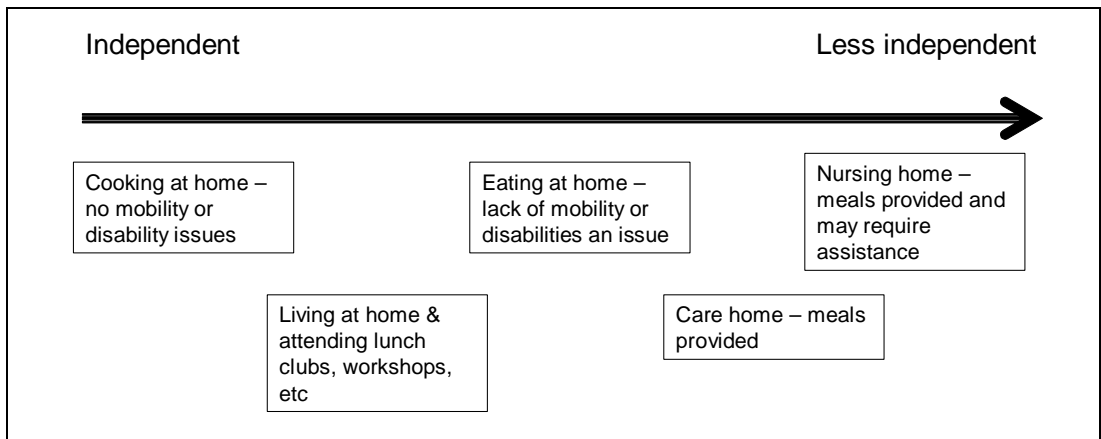 Independent
Less independent
Cooking at home –
no mobility or
disability issues
Eating at home –
lack of mobility or
disabilities an issue
Nursing home –
meals provided and
may require
assistance
Living at home &
attending lunch
clubs, workshops,
etc
Care home – meals
provided